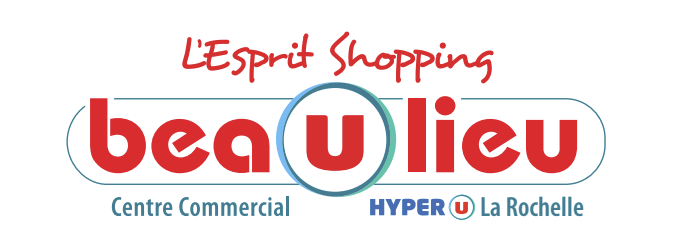 L'Esprit Shopping
beaUlieu
Centre Commercial HYPER U La Rochelle